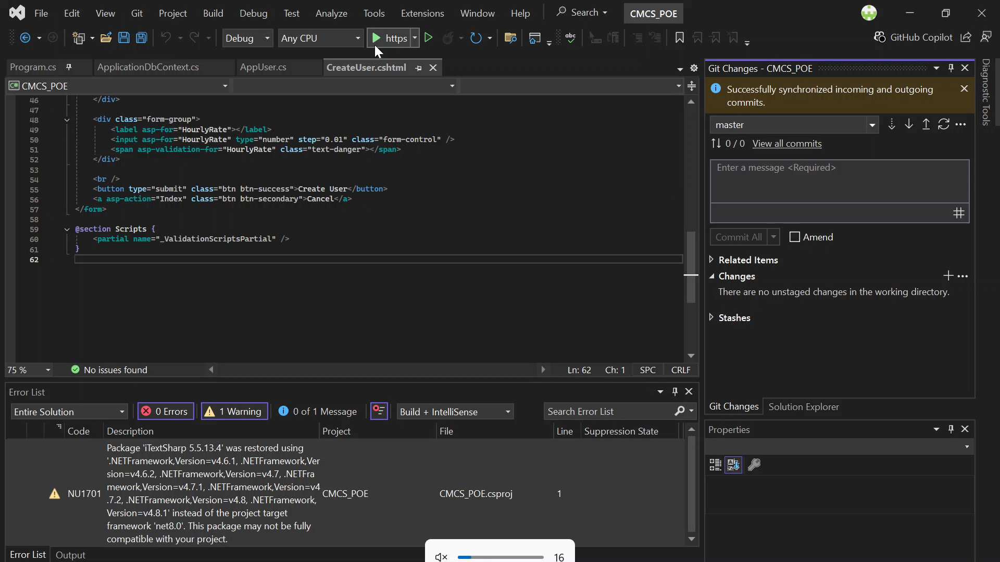 File Edit View Git Project Build Debug Test Analyze Tools Extensions Window Help Search CMCS_POE
Debug Any CPU https abc GitHub Copilot
Program.cs ApplicationDbContext.cs AppUser.cs CreateUser.cshtml
C# CMCS_POE
46 </div>
47
48 <div class="form-group">
49 <label asp-for="HourlyRate"></label>
50 <input asp-for="HourlyRate" type="number" step="0.01" class="form-control" />
51 <span asp-validation-for="HourlyRate" class="text-danger"></span>
52 </div>
53
54 <br />
55 <button type="submit" class="btn btn-success">Create User</button>
56 <a asp-action="Index" class="btn btn-secondary">Cancel</a>
57 </form>
58
59 @section Scripts {
60 <partial name="_ValidationScriptsPartial" />
61 }
62
75 % No issues found Ln: 62 Ch: 1 SPC CRLF
Error List
Entire Solution 0 Errors 1 Warning 0 of 1 Message Build + IntelliSense Search Error List
Code Description Project File Line Suppression State
Package 'iTextSharp 5.5.13.4' was restored using
'.NETFramework,Version=v4.6.1, .NETFramework,Ver
sion=v4.6.2, .NETFramework,Version=v4.7, .NETFra
mework,Version=v4.7.1, .NETFramework,Version=v4
.7.2, .NETFramework,Version=v4.8, .NETFramework,
Version=v4.8.1' instead of the project target
framework 'net8.0'. This package may not be fully
compatible with your project.
NU1701 CMCS_POE CMCS_POE.csproj 1
Error List Output
16
Git Changes - CMCS_POE
Successfully synchronized incoming and outgoing
commits.
master
0 / 0 View all commits
Enter a message <Required>
Commit All Amend
Related Items
Changes
There are no unstaged changes in the working directory.
Stashes
Git Changes Solution Explorer
Properties
Diagnostic Tools